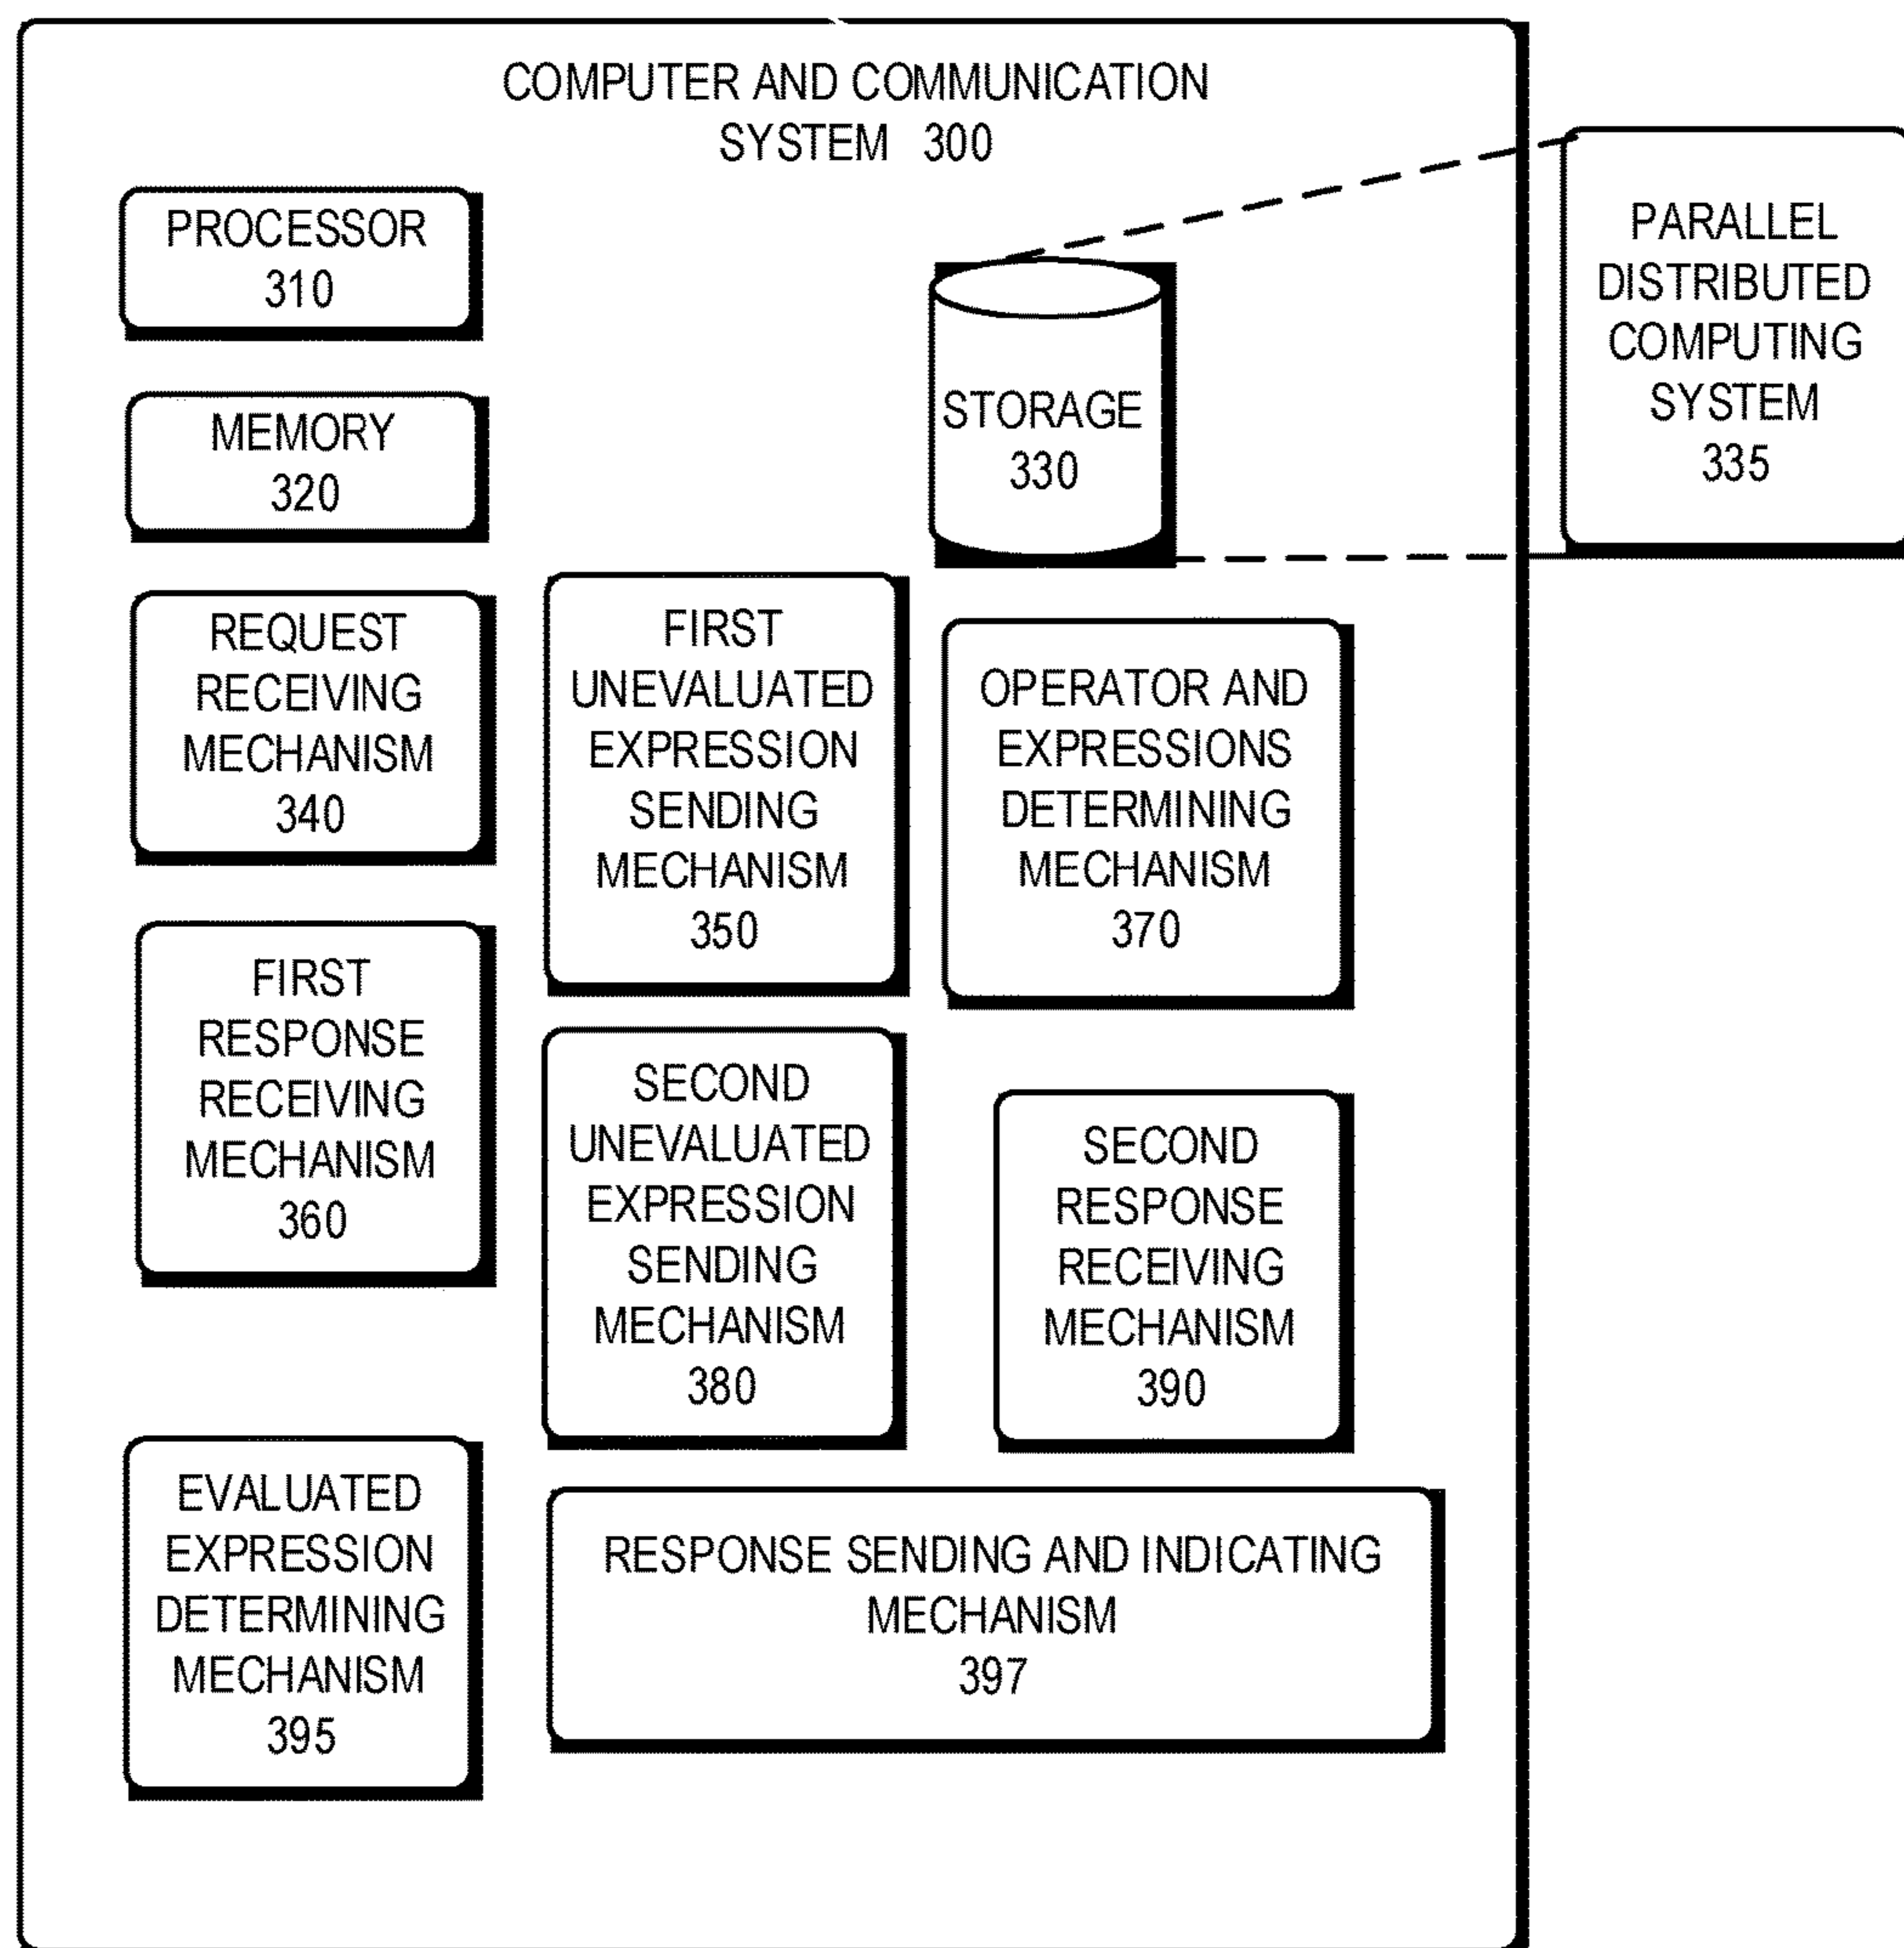 COMPUTER AND COMMUNICATION
SYSTEM 300
PROCESSOR
310
MEMORY
320
STORAGE
330
PARALLEL
DISTRIBUTED
COMPUTING
SYSTEM
335
REQUEST
RECEIVING
MECHANISM
340
FIRST
UNEVALUATED
EXPRESSION
SENDING
MECHANISM
350
OPERATOR AND
EXPRESSIONS
DETERMINING
MECHANISM
370
FIRST
RESPONSE
RECEIVING
MECHANISM
360
SECOND
UNEVALUATED
EXPRESSION
SENDING
MECHANISM
380
SECOND
RESPONSE
RECEIVING
MECHANISM
390
EVALUATED
EXPRESSION
DETERMINING
MECHANISM
395
RESPONSE SENDING AND INDICATING
MECHANISM
397